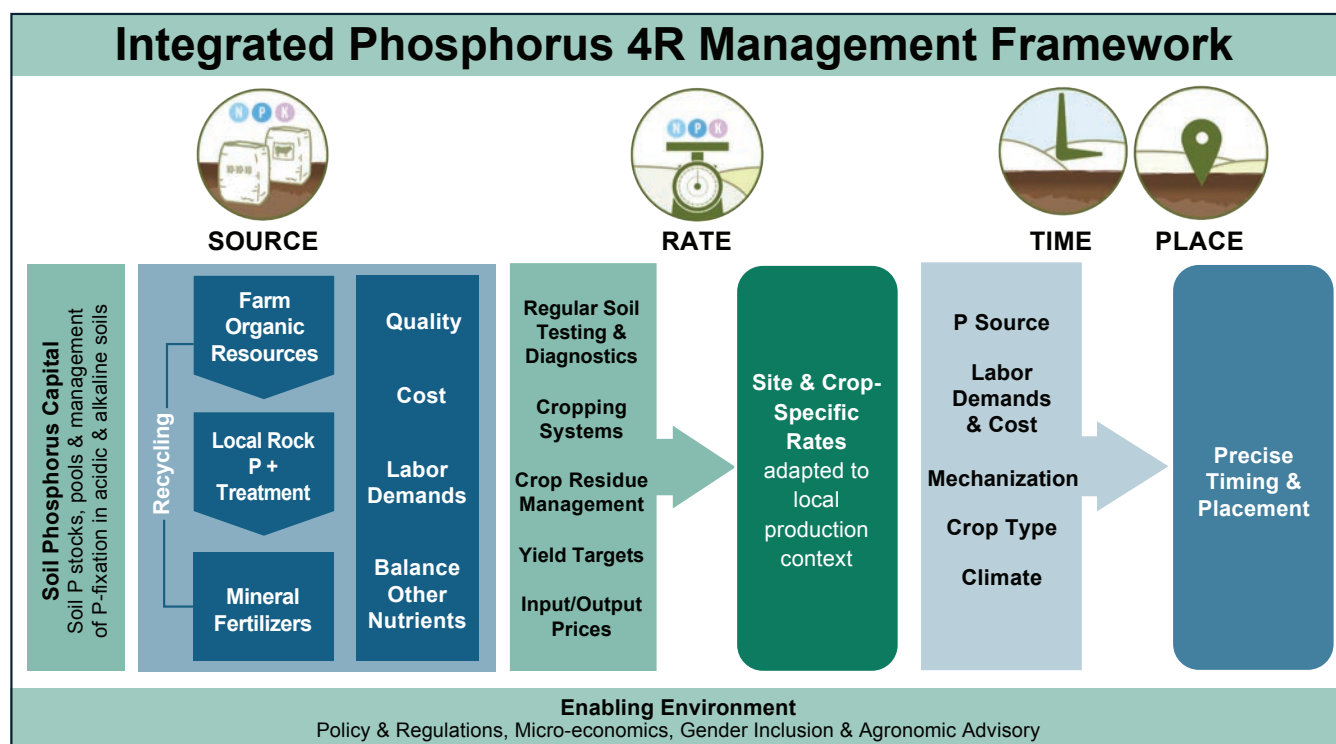 Integrated Phosphorus 4R Management Framework
N P K
10-10-10
SOURCE
N P K
RATE
TIME
PLACE
Soil Phosphorus Capital
Soil P stocks, pools & management
of P-fixation in acidic & alkaline soils
Recycling
Farm
Organic
Resources
Local Rock
P +
Treatment
Mineral
Fertilizers
Quality
Cost
Labor
Demands
Balance
Other
Nutrients
Regular Soil
Testing &
Diagnostics
Cropping
Systems
Crop Residue
Management
Yield Targets
Input/Output
Prices
Site & Crop-
Specific
Rates
adapted to
local
production
context
P Source
Labor
Demands
& Cost
Mechanization
Crop Type
Climate
Precise
Timing &
Placement
Enabling Environment
Policy & Regulations, Micro-economics, Gender Inclusion & Agronomic Advisory